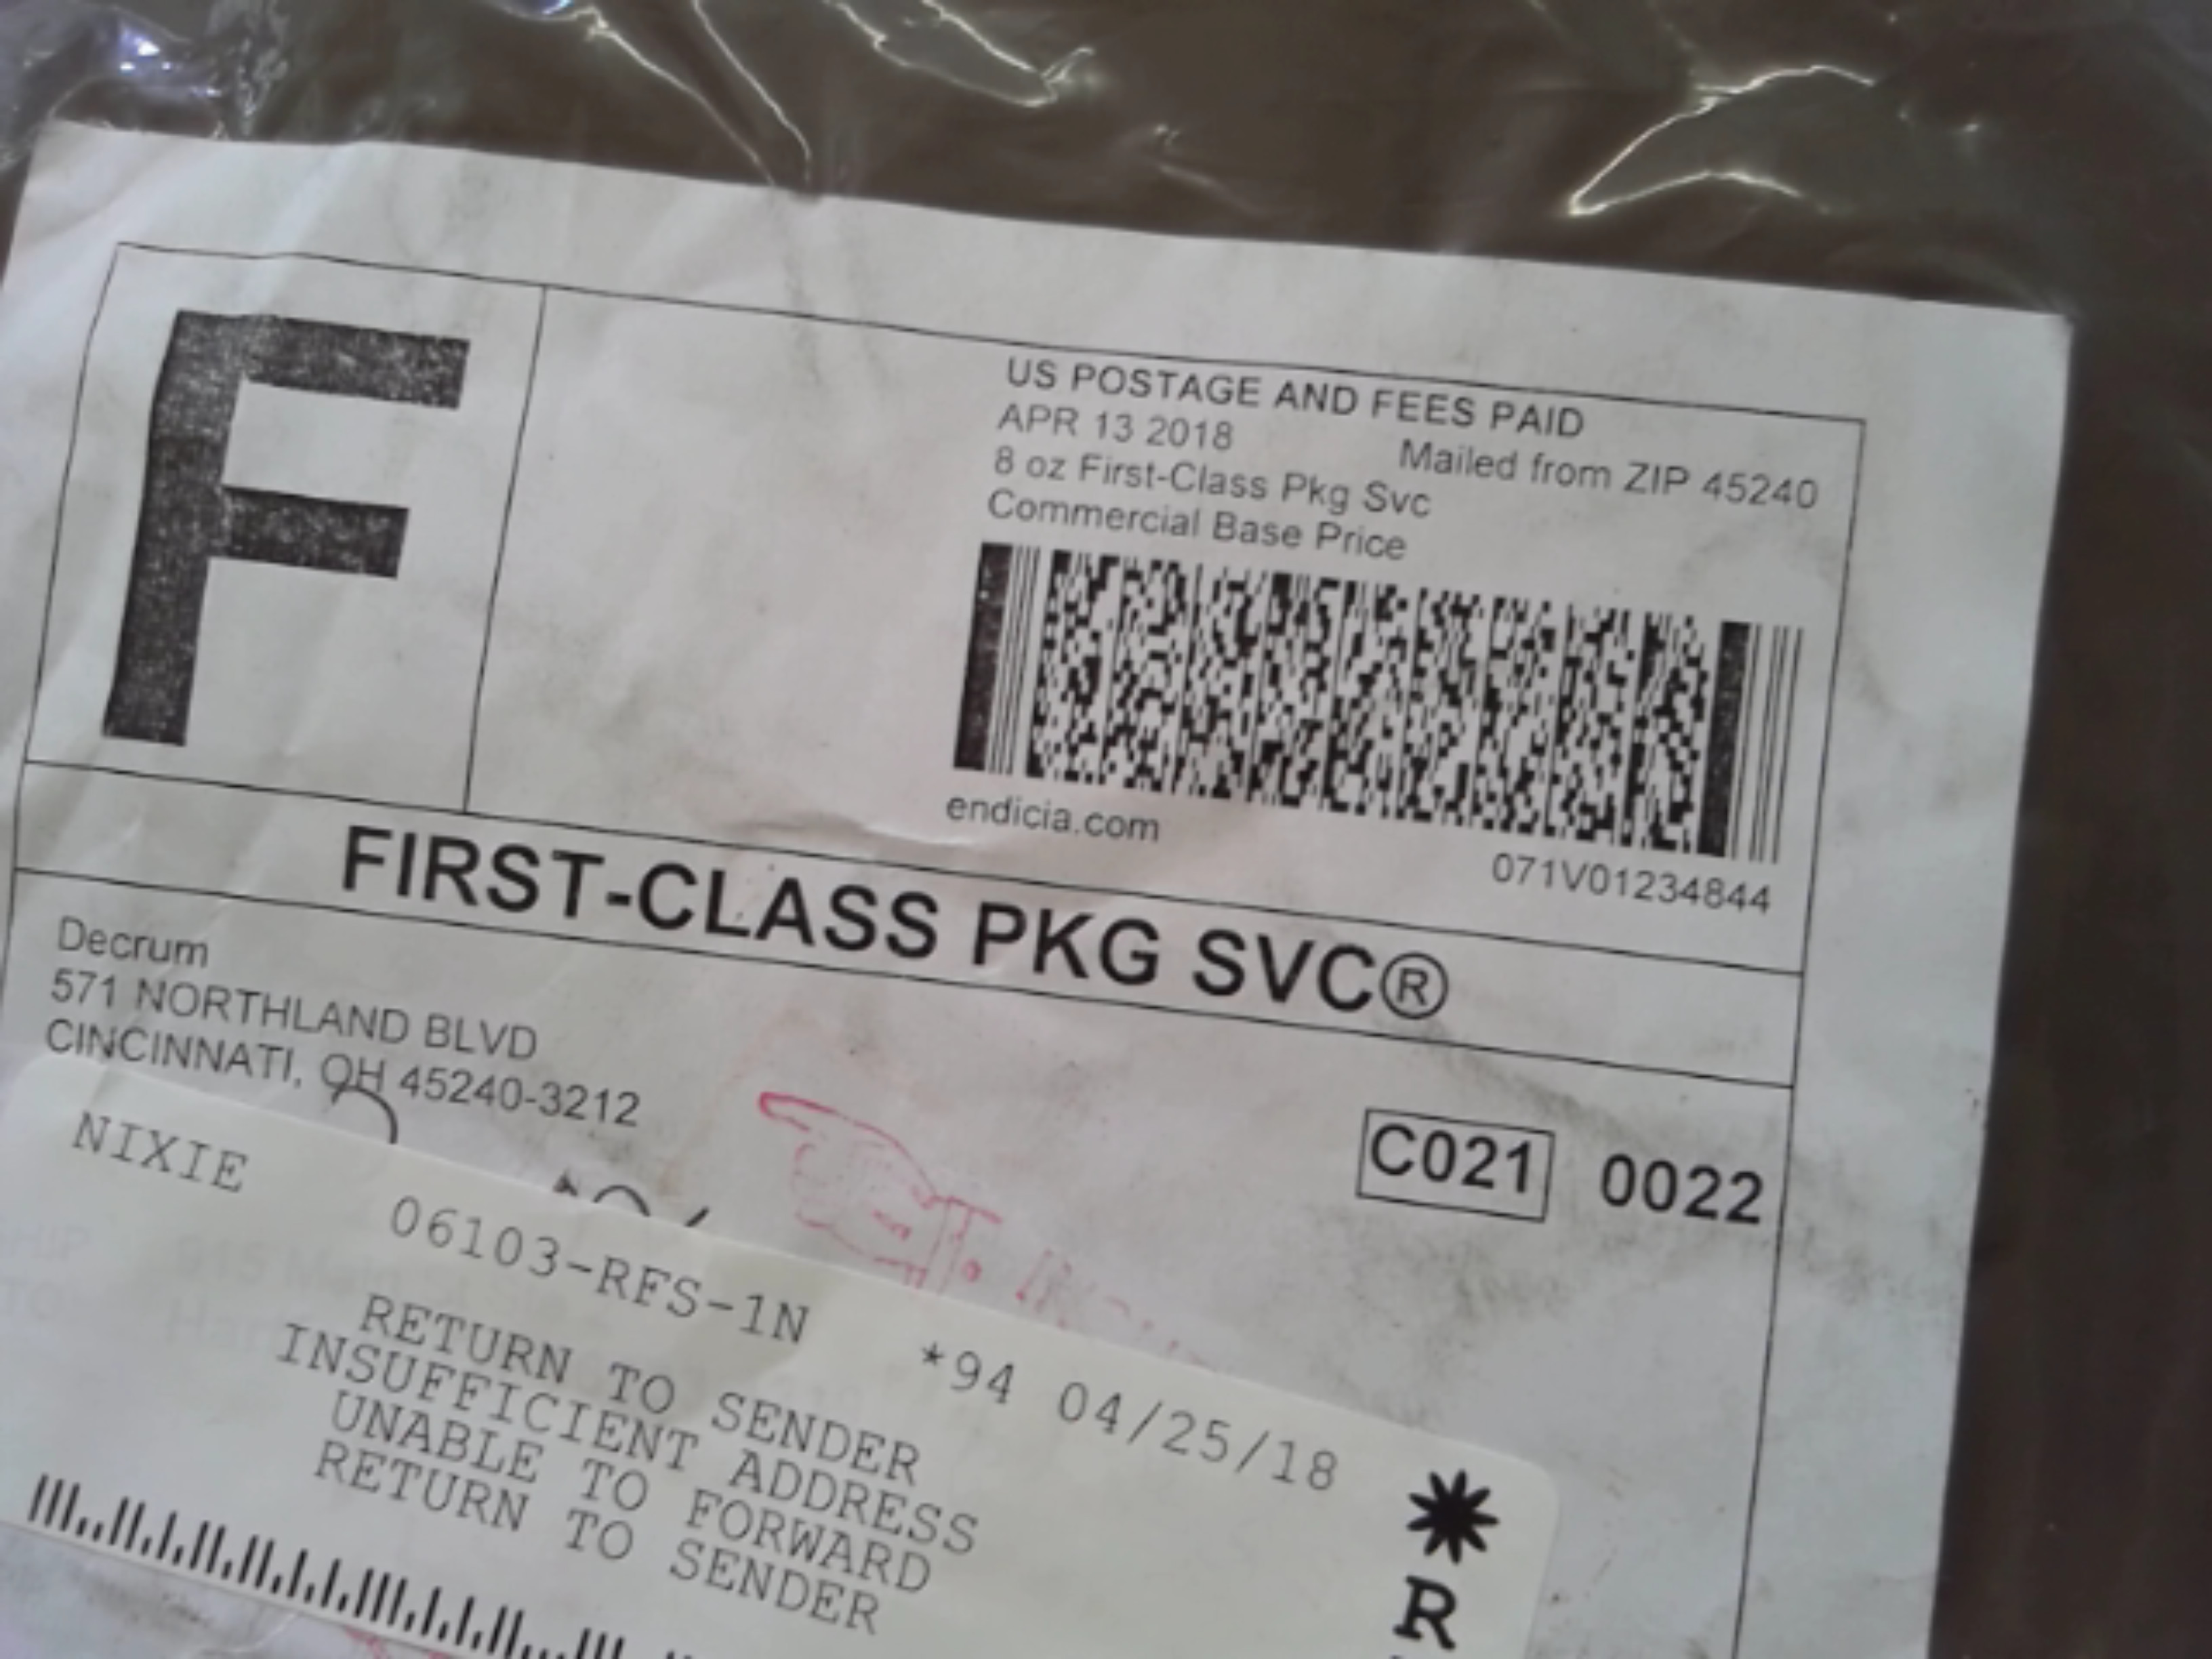 F
US POSTAGE AND FEES PAID
APR 13 2018 Mailed from ZIP 45240
8 oz First-Class Pkg Svc
Commercial Base Price
endicia.com
071V01234844
FIRST-CLASS PKG SVC®
Decrum
571 NORTHLAND BLVD
CINCINNATI, OH 45240-3212
C021 0022
NIXIE 06103-RFS-1N *94 04/25/18
RETURN TO SENDER
INSUFFICIENT ADDRESS
UNABLE TO FORWARD
RETURN TO SENDER
R